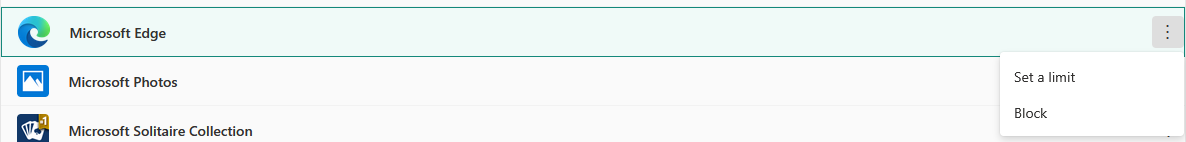 Microsoft Edge
Set a limit
Microsoft Photos
Block
Microsoft Solitaire Collection